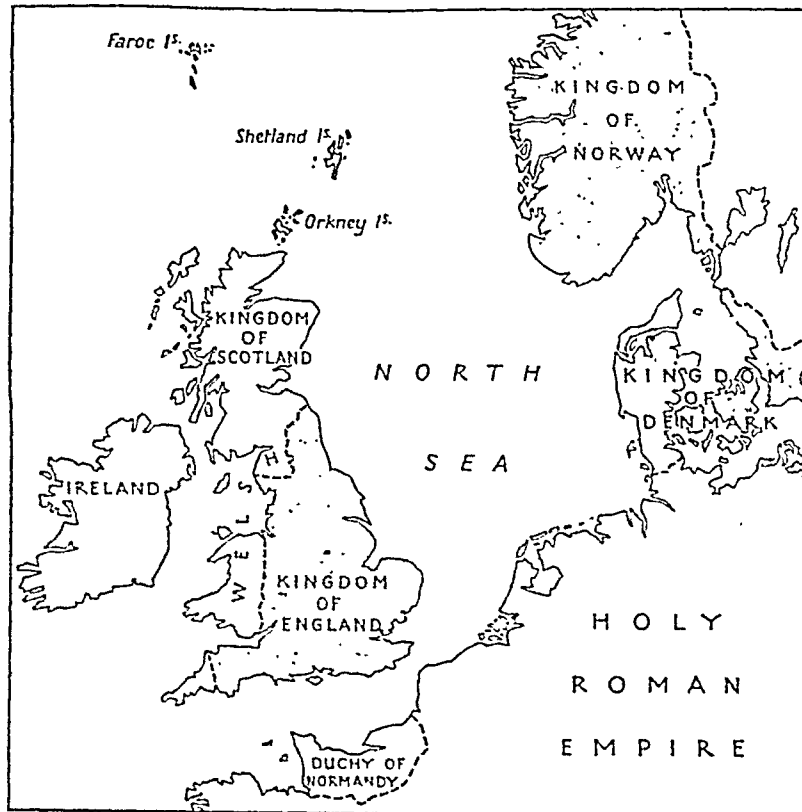 Faroe Is.
Shetland Is.
Orkney Is.
KINGDOM
OF
NORWAY
KINGDOM
OF
SCOTLAND
NORTH
SEA
KINGDOM
OF
DENMARK
IRELAND
WELSH
KINGDOM
OF
ENGLAND
HOLY
ROMAN
EMPIRE
DUCHY OF
NORMANDY